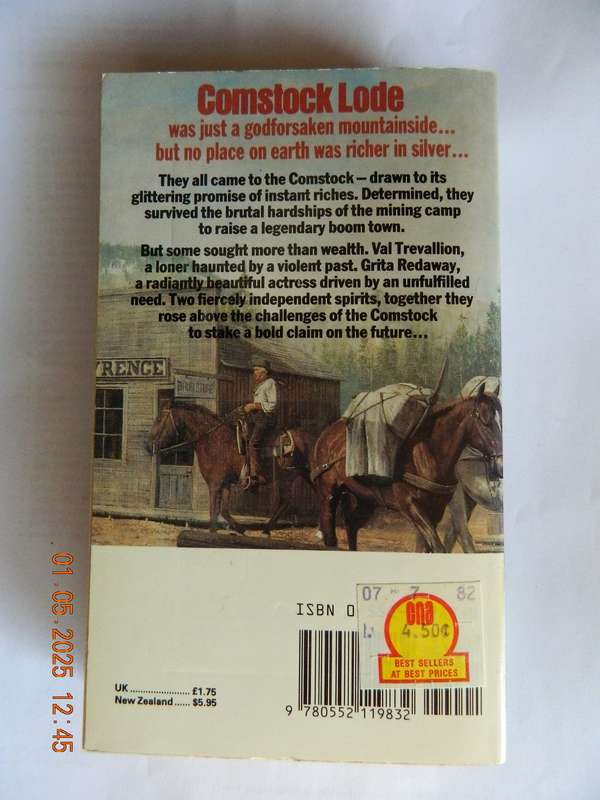 Comstock Lode
was just a godforsaken mountainside...
but no place on earth was richer in silver...
They all came to the Comstock – drawn to its
glittering promise of instant riches. Determined, they
survived the brutal hardships of the mining camp
to raise a legendary boom town.
But some sought more than wealth. Val Trevallion,
a loner haunted by a violent past. Grita Redaway,
a radiantly beautiful actress driven by an unfulfilled
need. Two fiercely independent spirits, together they
rose above the challenges of the Comstock
to stake a bold claim on the future...
RENCE
ISBN 0
07 7 82
cna
4.50
BEST SELLERS
AT BEST PRICES
UK ...................... £1.75
New Zealand ...... $5.95
9 780552 119832
01.05.2025 12:45